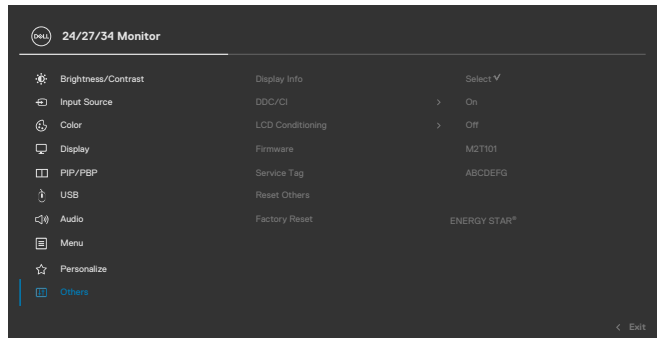 DELL 24/27/34 Monitor
Brightness/Contrast Display Info Select ✓
Input Source DDC/CI > On
Color LCD Conditioning > Off
Display Firmware M2T101
PIP/PBP Service Tag ABCDEFG
USB Reset Others
Audio Factory Reset ENERGY STAR®
Menu
Personalize
Others
< Exit